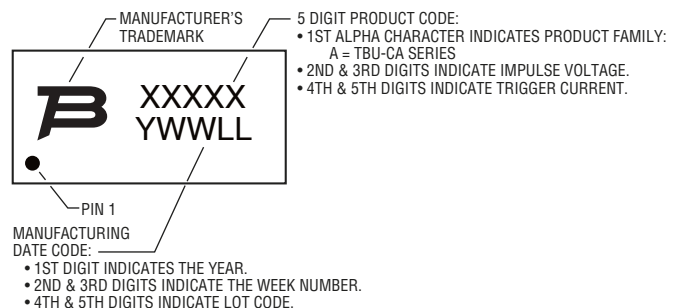 MANUFACTURER'S
TRADEMARK
5 DIGIT PRODUCT CODE:
• 1ST ALPHA CHARACTER INDICATES PRODUCT FAMILY:
A = TBU-CA SERIES
• 2ND & 3RD DIGITS INDICATE IMPULSE VOLTAGE.
• 4TH & 5TH DIGITS INDICATE TRIGGER CURRENT.
XXXXX
YWWLL
PIN 1
MANUFACTURING
DATE CODE:
• 1ST DIGIT INDICATES THE YEAR.
• 2ND & 3RD DIGITS INDICATE THE WEEK NUMBER.
• 4TH & 5TH DIGITS INDICATE LOT CODE.